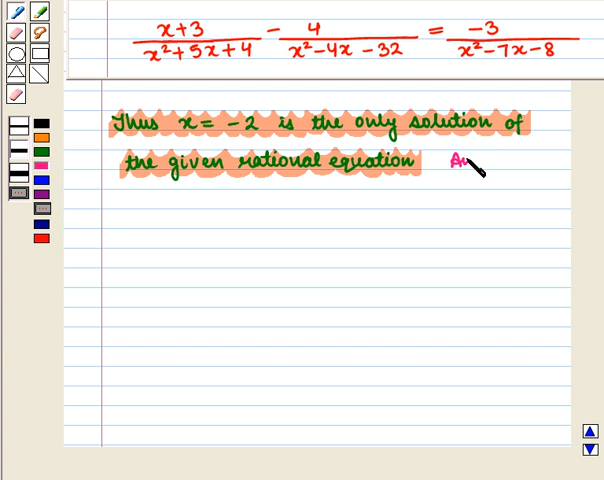 x+3/x²+5x+4 - 4/x²-4x-32 = -3/x²-7x-8
Thus x = -2 is the only solution of
the given rational equation